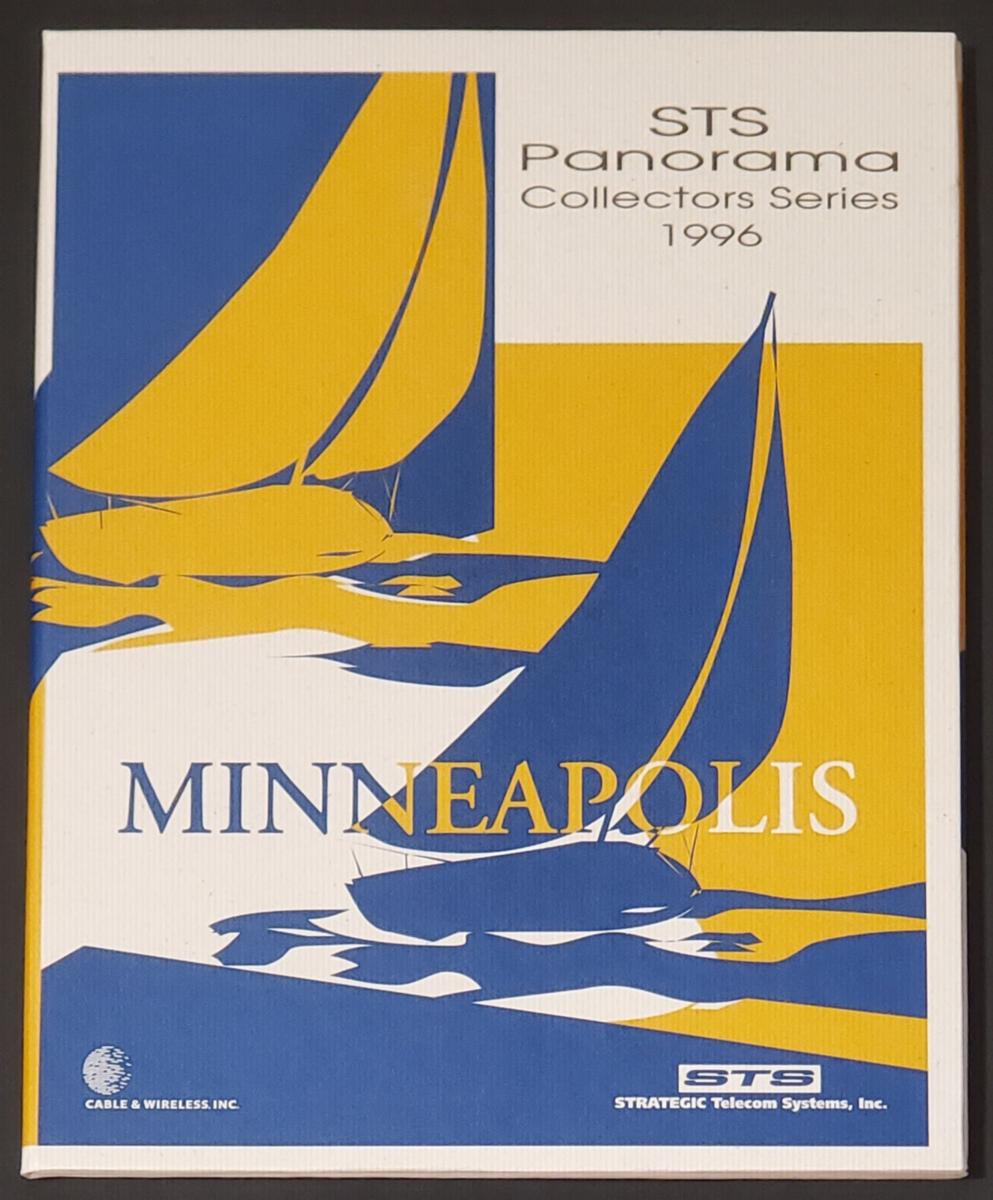 STS
Panorama
Collectors Series
1996
MINNEAPOLIS
CABLE & WIRELESS, INC.
STS
STRATEGIC Telecom Systems, Inc.